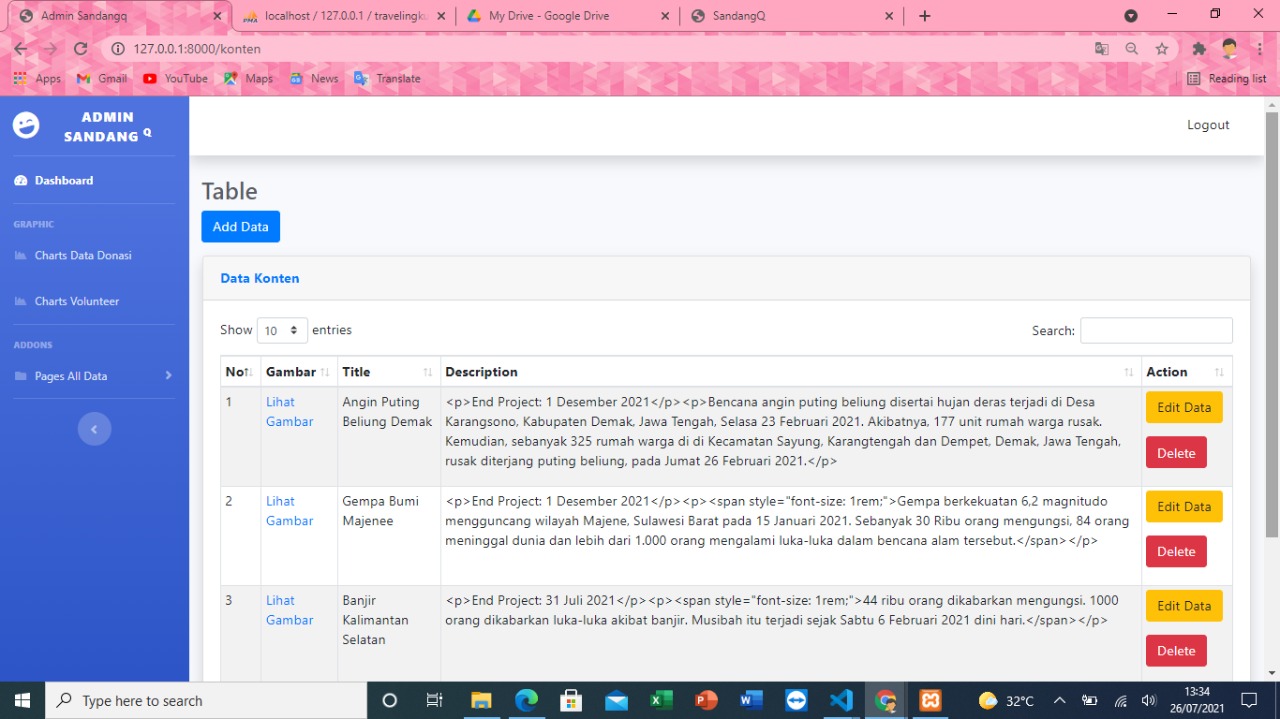 Admin Sandangq
localhost / 127.0.0.1 / travelingku
My Drive - Google Drive
SandangQ
127.0.0.1:8000/konten
Apps
Gmail
YouTube
Maps
News
Translate
Reading list
ADMIN
SANDANG Q
Logout
Dashboard
GRAPHIC
Charts Data Donasi
Charts Volunteer
ADDONS
Pages All Data
Table
Add Data
Data Konten
Show 10 entries
Search:
No Gambar Title Description Action
1
Lihat
Gambar
Angin Puting
Beliung Demak
<p>End Project: 1 Desember 2021</p><p>Bencana angin puting beliung disertai hujan deras terjadi di Desa
Karangsono, Kabupaten Demak, Jawa Tengah, Selasa 23 Februari 2021. Akibatnya, 177 unit rumah warga rusak.
Kemudian, sebanyak 325 rumah warga di di Kecamatan Sayung, Karangtengah dan Dempet, Demak, Jawa Tengah,
rusak diterjang puting beliung, pada Jumat 26 Februari 2021.</p>
Edit Data
Delete
2
Lihat
Gambar
Gempa Bumi
Majenee
<p>End Project: 1 Desember 2021</p><p><span style="font-size: 1rem;">Gempa berkekuatan 6,2 magnitudo
mengguncang wilayah Majene, Sulawesi Barat pada 15 Januari 2021. Sebanyak 30 Ribu orang mengungsi, 84 orang
meninggal dunia dan lebih dari 1.000 orang mengalami luka-luka dalam bencana alam tersebut.</span></p>
Edit Data
Delete
3
Lihat
Gambar
Banjir
Kalimantan
Selatan
<p>End Project: 31 Juli 2021</p><p><span style="font-size: 1rem;">44 ribu orang dikabarkan mengungsi. 1000
orang dikabarkan luka-luka akibat banjir. Musibah itu terjadi sejak Sabtu 6 Februari 2021 dini hari.</span></p>
Edit Data
Delete
Type here to search
32°C
13:34
26/07/2021